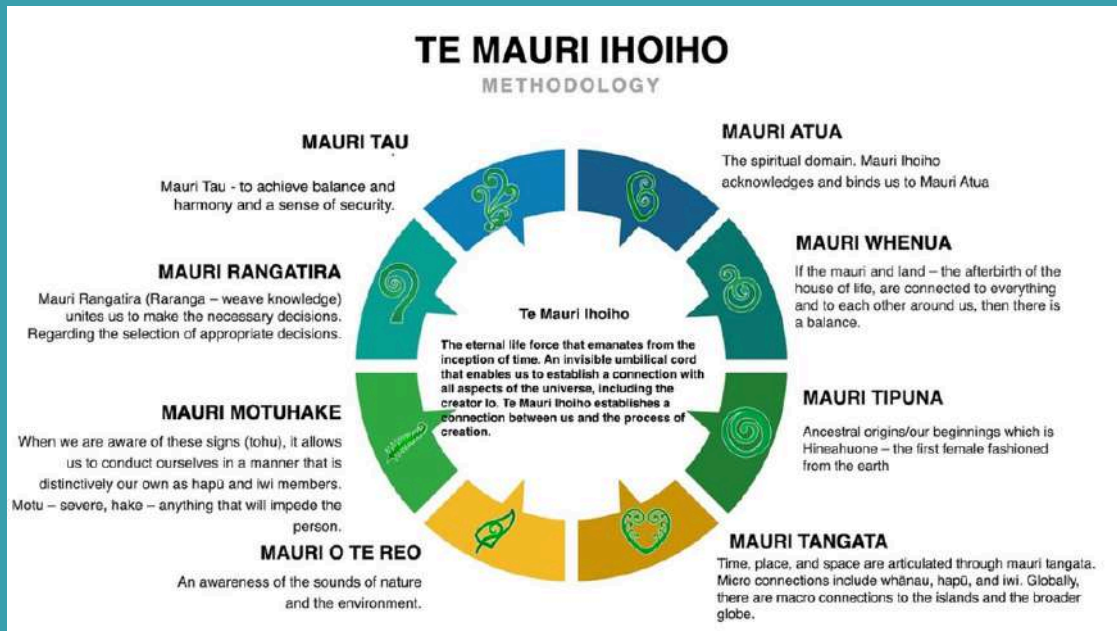 TE MAURI IHOIHO
METHODOLOGY
MAURI TAU
Mauri Tau - to achieve balance and
harmony and a sense of security.
MAURI RANGATIRA
Mauri Rangatira (Raranga – weave knowledge)
unites us to make the necessary decisions.
Regarding the selection of appropriate decisions.
MAURI MOTUHAKE
When we are aware of these signs (tohu), it allows
us to conduct ourselves in a manner that is
distinctively our own as hapū and iwi members.
Motu – severe, hake – anything that will impede the
person.
MAURI O TE REO
An awareness of the sounds of nature
and the environment.
Te Mauri Ihoiho
The eternal life force that emanates from the
inception of time. An invisible umbilical cord
that enables us to establish a connection with
all aspects of the universe, including the
creator Io. Te Mauri Ihoiho establishes a
connection between us and the process of
creation.
MAURI ATUA
The spiritual domain. Mauri Ihoiho
acknowledges and binds us to Mauri Atua
MAURI WHENUA
If the mauri and land – the afterbirth of the
house of life, are connected to everything
and to each other around us, then there is
a balance.
MAURI TIPUNA
Ancestral origins/our beginnings which is
Hineahuone – the first female fashioned
from the earth
MAURI TANGATA
Time, place, and space are articulated through mauri tangata.
Micro connections include whānau, hapū, and iwi. Globally,
there are macro connections to the islands and the broader
globe.